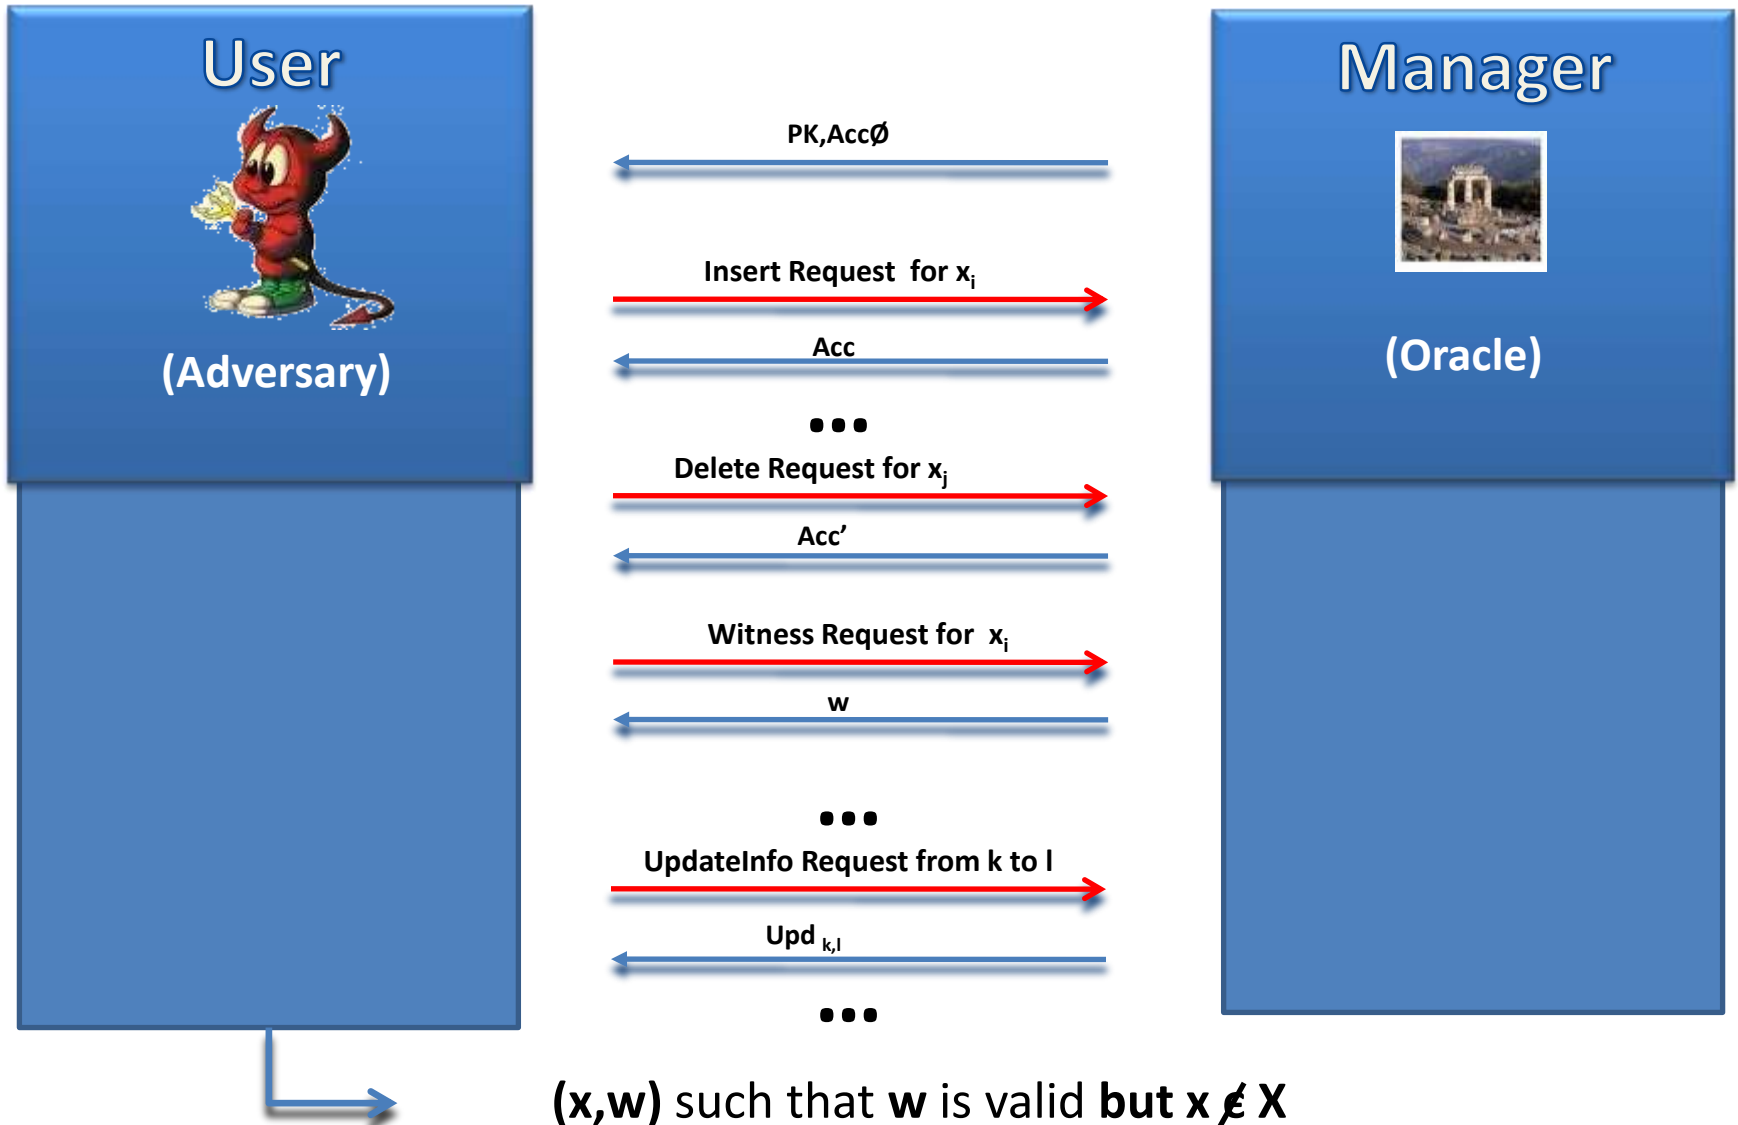 User
(Adversary)
Manager
(Oracle)
PK,AccØ
Insert Request for xi
Acc
...
Delete Request for xj
Acc’
Witness Request for xi
w
...
UpdateInfo Request from k to l
Upd k,l
...
(x,w) such that w is valid but x ∉ X